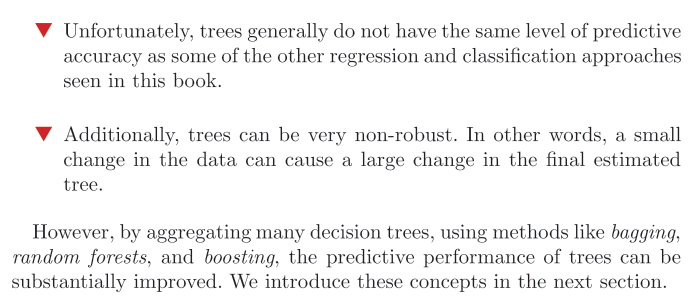 ▼ Unfortunately, trees generally do not have the same level of predictive
accuracy as some of the other regression and classification approaches
seen in this book.
▼ Additionally, trees can be very non-robust. In other words, a small
change in the data can cause a large change in the final estimated
tree.
However, by aggregating many decision trees, using methods like bagging,
random forests, and boosting, the predictive performance of trees can be
substantially improved. We introduce these concepts in the next section.